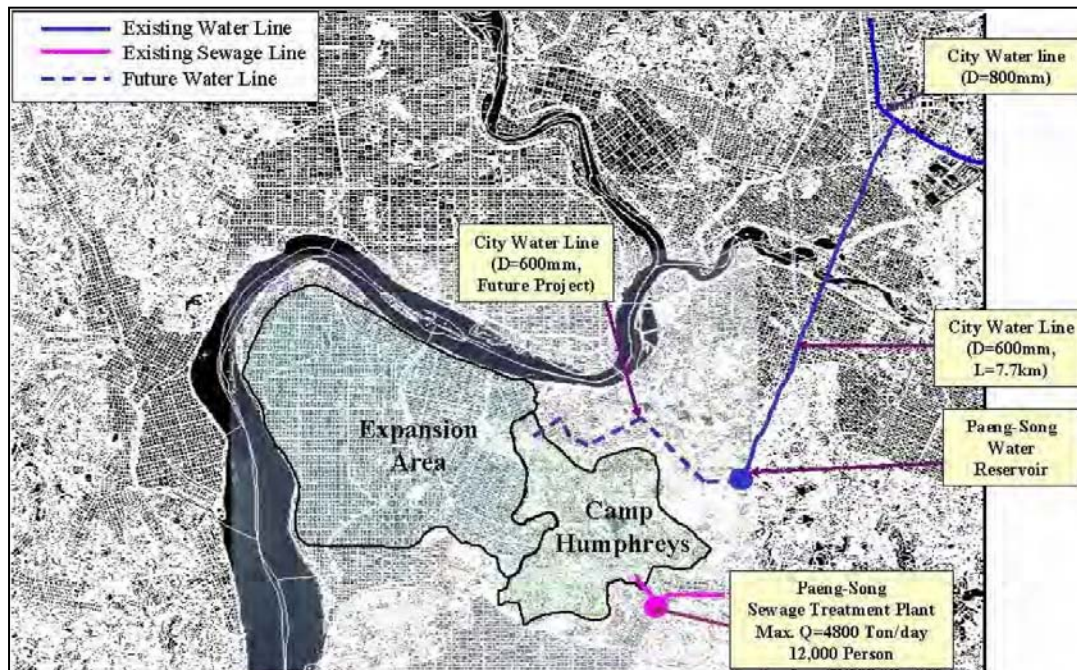 Existing Water Line
Existing Sewage Line
Future Water Line
City Water line
(D=800mm)
City Water Line
(D=600mm,
Future Project)
City Water Line
(D=600mm,
L=7.7km)
Expansion
Area
Paeng-Song
Water
Reservoir
Camp
Humphreys
Paeng-Song
Sewage Treatment Plant
Max. Q=4800 Ton/day
12,000 Person